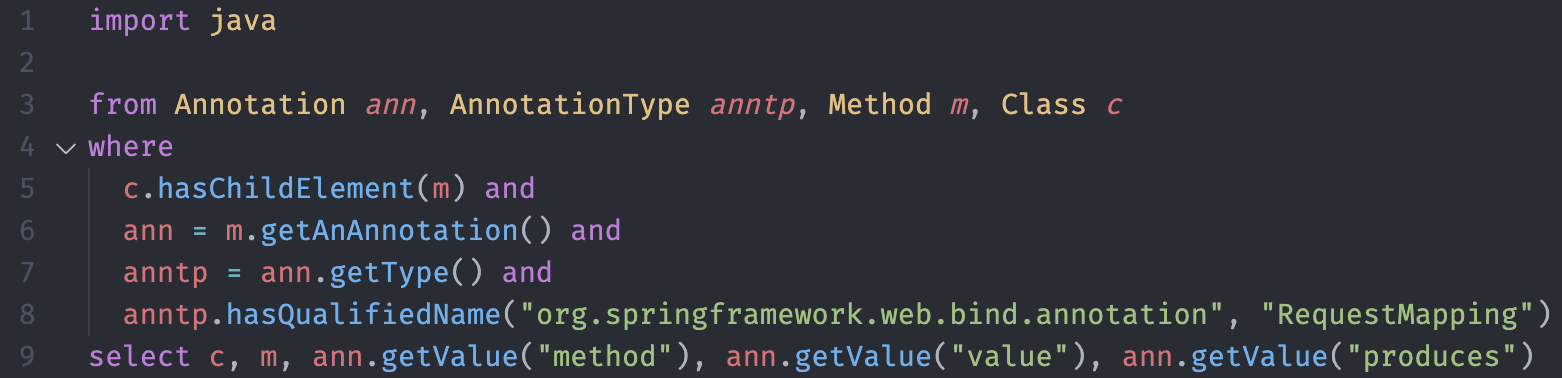 1 import java
2
3 from Annotation ann, AnnotationType anntp, Method m, Class c
4 where
5 c.hasChildElement(m) and
6 ann = m.getAnAnnotation() and
7 anntp = ann.getType() and
8 anntp.hasQualifiedName("org.springframework.web.bind.annotation", "RequestMapping")
9 select c, m, ann.getValue("method"), ann.getValue("value"), ann.getValue("produces")